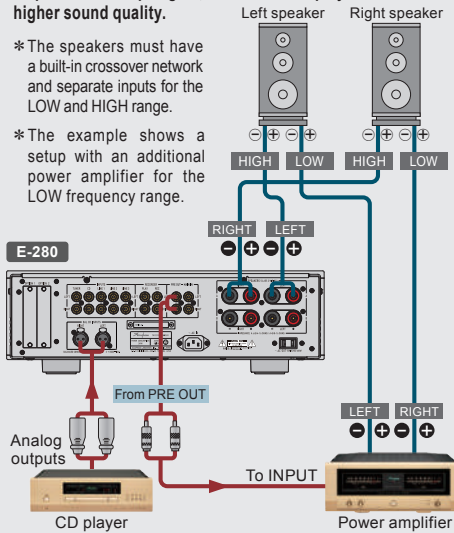 higher sound quality.
Left speaker Right speaker
* The speakers must have
a built-in crossover network
and separate inputs for the
LOW and HIGH range.
* The example shows a
setup with an additional
power amplifier for the
LOW frequency range.
HIGH LOW HIGH LOW
RIGHT LEFT
E-280
From PRE OUT
LEFT RIGHT
Analog
outputs
To INPUT
CD player
Power amplifier